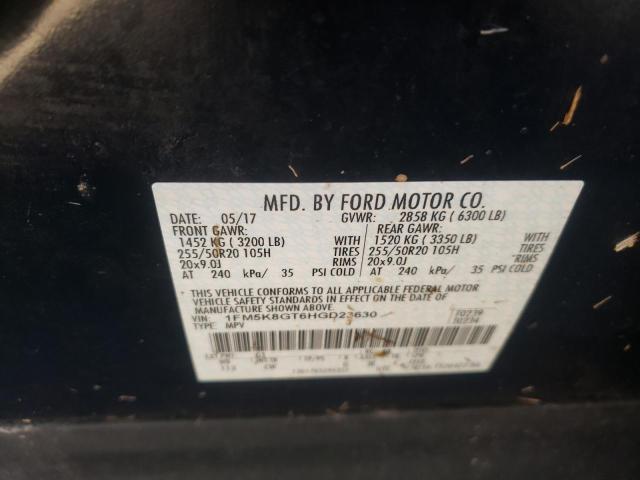 MFD. BY FORD MOTOR CO.
DATE: 05/17 GVWR: 2858 KG ( 6300 LB)
FRONT GAWR: REAR GAWR:
1452 KG ( 3200 LB) WITH 1520 KG ( 3350 LB) WITH
255/50R20 105H TIRES 255/50R20 105H TIRES
20x9.0J RIMS 20x9.0J RIMS
AT 240 kPa/ 35 PSI COLD AT 240 kPa/ 35 PSI COLD
THIS VEHICLE CONFORMS TO ALL APPLICABLE FEDERAL MOTOR
VEHICLE SAFETY STANDARDS IN EFFECT ON THE DATE OF
MANUFACTURE SHOWN ABOVE.
VIN: 1FM5K8GT6HGD23630
TYPE: MPV